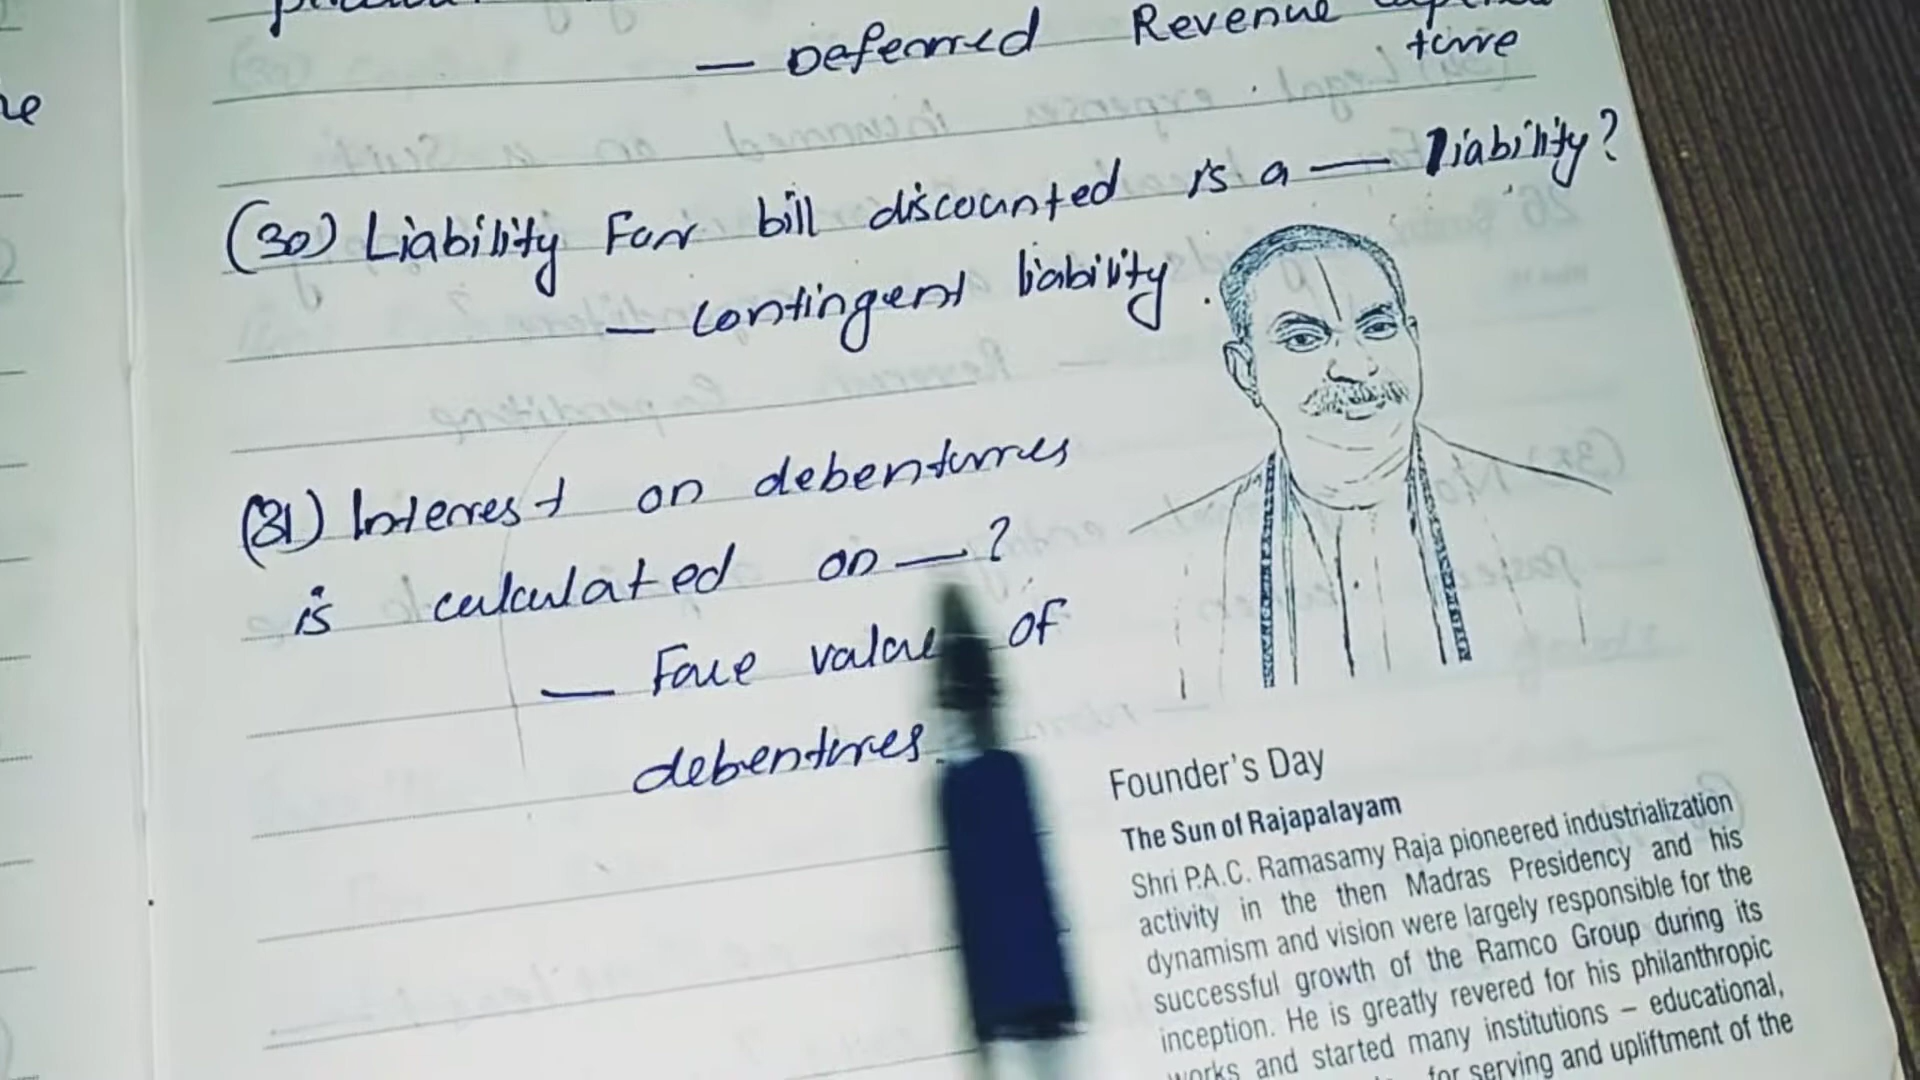 — Deferred Revenue
ture
(30) Liability For bill discounted is a — liability?
— contingent liability.
(31) Interest on debentures
is calculated on — ?
— Face value of
debentures.
Founder's Day
The Sun of Rajapalayam
Shri P.A.C. Ramasamy Raja pioneered industrialization
activity in the then Madras Presidency and his
dynamism and vision were largely responsible for the
successful growth of the Ramco Group during its
inception. He is greatly revered for his philanthropic
works and started many institutions – educational,
for serving and upliftment of the